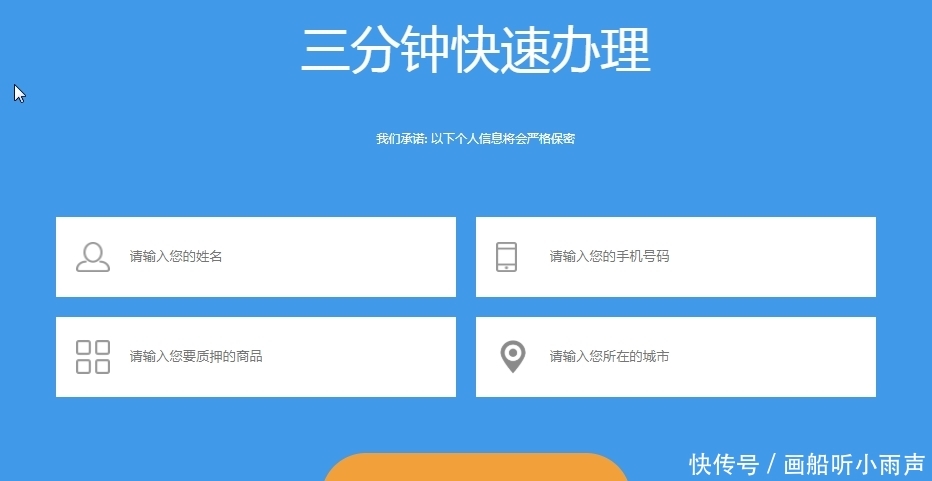 三分钟快速办理
我们承诺: 以下个人信息将会严格保密
请输入您的姓名
请输入您的手机号码
请输入您要质押的商品
请输入您所在的城市
快传号 / 画船听小雨声